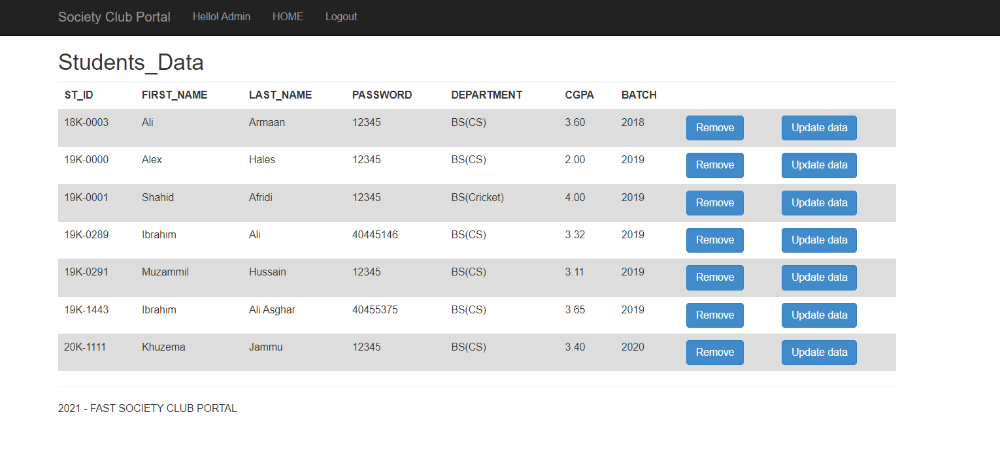 Society Club Portal Hello! Admin HOME Logout
Students_Data
ST_ID FIRST_NAME LAST_NAME PASSWORD DEPARTMENT CGPA BATCH
18K-0003 Ali Armaan 12345 BS(CS) 3.60 2018 Remove Update data
19K-0000 Alex Hales 12345 BS(CS) 2.00 2019 Remove Update data
19K-0001 Shahid Afridi 12345 BS(Cricket) 4.00 2019 Remove Update data
19K-0289 Ibrahim Ali 40445146 BS(CS) 3.32 2019 Remove Update data
19K-0291 Muzammil Hussain 12345 BS(CS) 3.11 2019 Remove Update data
19K-1443 Ibrahim Ali Asghar 40455375 BS(CS) 3.65 2019 Remove Update data
20K-1111 Khuzema Jammu 12345 BS(CS) 3.40 2020 Remove Update data
2021 - FAST SOCIETY CLUB PORTAL